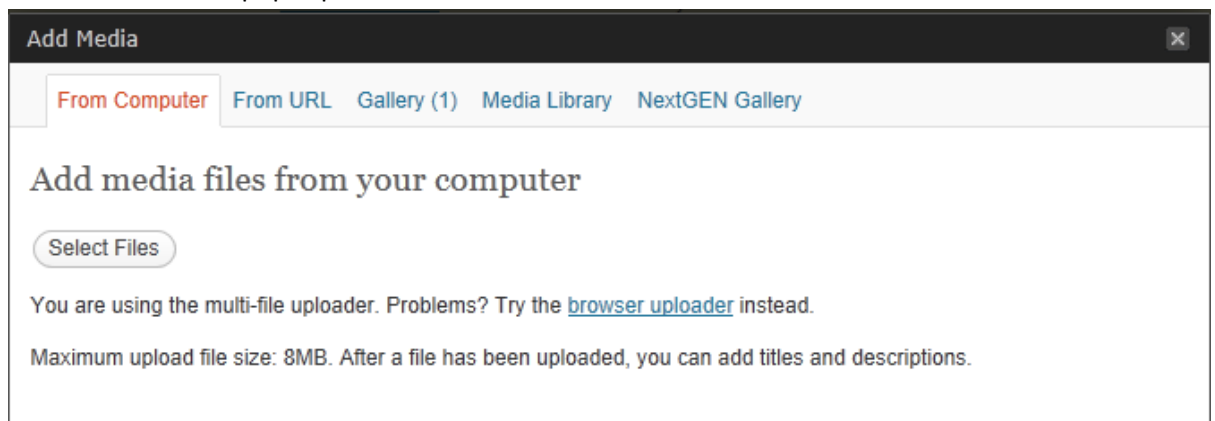 Add Media
From Computer From URL Gallery (1) Media Library NextGEN Gallery
Add media files from your computer
Select Files
You are using the multi-file uploader. Problems? Try the browser uploader instead.
Maximum upload file size: 8MB. After a file has been uploaded, you can add titles and descriptions.